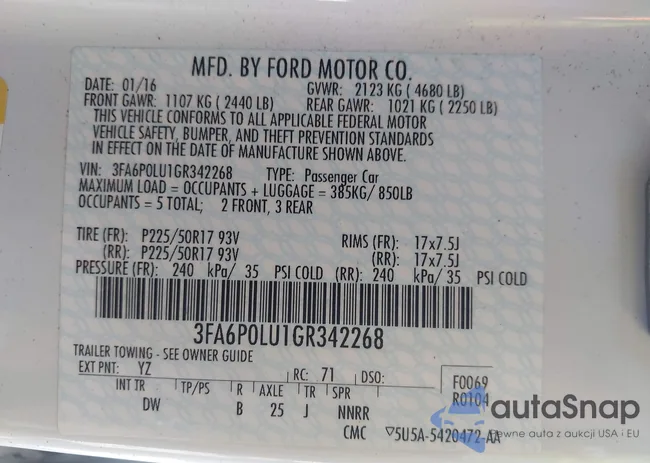 MFD. BY FORD MOTOR CO.
DATE: 01/16 GVWR: 2123 KG ( 4680 LB)
FRONT GAWR: 1107 KG ( 2440 LB) REAR GAWR: 1021 KG ( 2250 LB)
THIS VEHICLE CONFORMS TO ALL APPLICABLE FEDERAL MOTOR
VEHICLE SAFETY, BUMPER, AND THEFT PREVENTION STANDARDS
IN EFFECT ON THE DATE OF MANUFACTURE SHOWN ABOVE.
VIN: 3FA6P0LU1GR342268 TYPE: Passenger Car
MAXIMUM LOAD = OCCUPANTS + LUGGAGE = 385KG/ 850LB
OCCUPANTS = 5 TOTAL; 2 FRONT, 3 REAR
TIRE (FR): P225/50R17 93V RIMS (FR): 17x7.5J
(RR): P225/50R17 93V (RR): 17x7.5J
PRESSURE (FR): 240 kPa/ 35 PSI COLD (RR): 240 kPa/ 35 PSI COLD
3FA6P0LU1GR342268
TRAILER TOWING - SEE OWNER GUIDE
EXT PNT: YZ RC: 71 DSO: F0069
R0104
INT TR TP/PS R AXLE TR SPR
DW B 25 J NNRR
CMC ▽5U5A-5420472-AA
autoSnap
Pewne auta z aukcji USA i EU